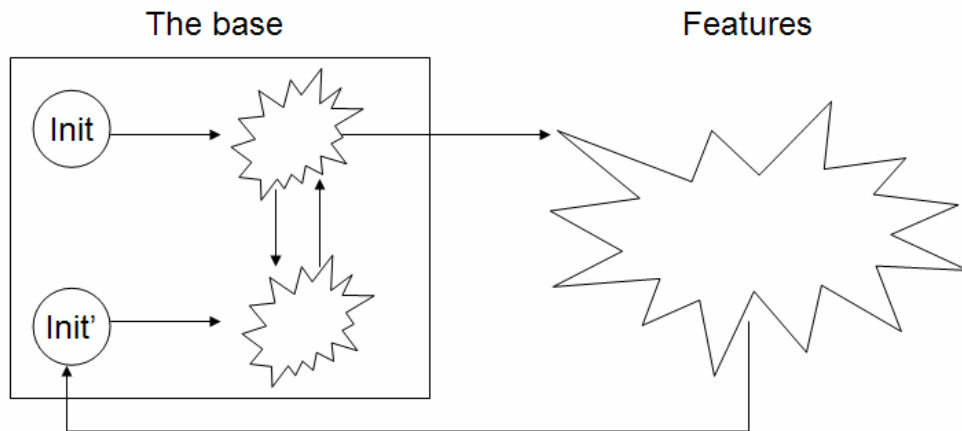 The base
Features
Init
Init’